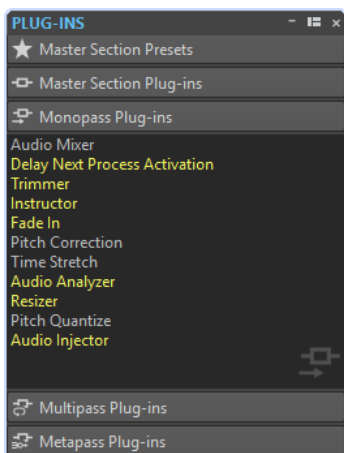 PLUG-INS
Master Section Presets
Master Section Plug-ins
Monopass Plug-ins
Audio Mixer
Delay Next Process Activation
Trimmer
Instructor
Fade In
Pitch Correction
Time Stretch
Audio Analyzer
Resizer
Pitch Quantize
Audio Injector
Multipass Plug-ins
Metapass Plug-ins